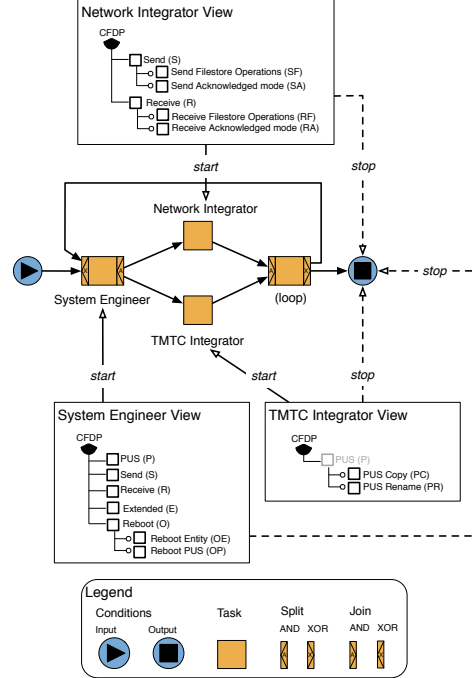 Network Integrator View
CFDP
Send (S)
Send Filestore Operations (SF)
Send Acknowledged mode (SA)
Receive (R)
Receive Filestore Operations (RF)
Receive Acknowledged mode (RA)
start
stop
Network Integrator
X
A
A
X
System Engineer
(loop)
stop
TMTC Integrator
start
start
stop
System Engineer View
CFDP
PUS (P)
Send (S)
Receive (R)
Extended (E)
Reboot (O)
Reboot Entity (OE)
Reboot PUS (OP)
TMTC Integrator View
CFDP
PUS (P)
PUS Copy (PC)
PUS Rename (PR)
Legend
Conditions
Task
Split
Join
Input
Output
AND
XOR
AND
XOR
A
X
A
X